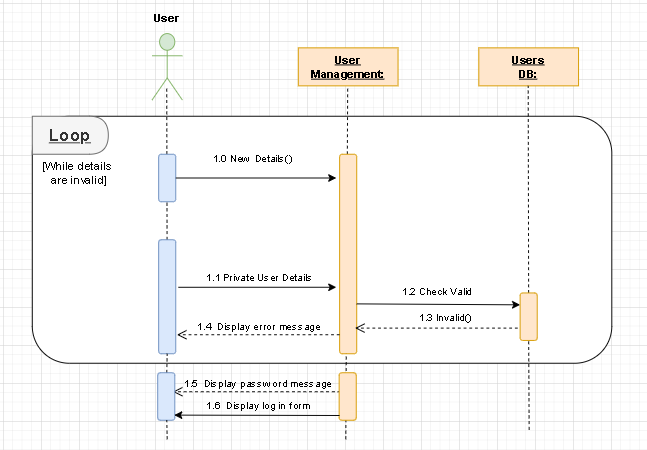 User
User
Management:
Users
DB:
Loop
[While details
are invalid]
1.0 New Details()
1.1 Private User Details
1.2 Check Valid
1.3 Invalid()
1.4 Display error message
1.5 Display password message
1.6 Display log in form